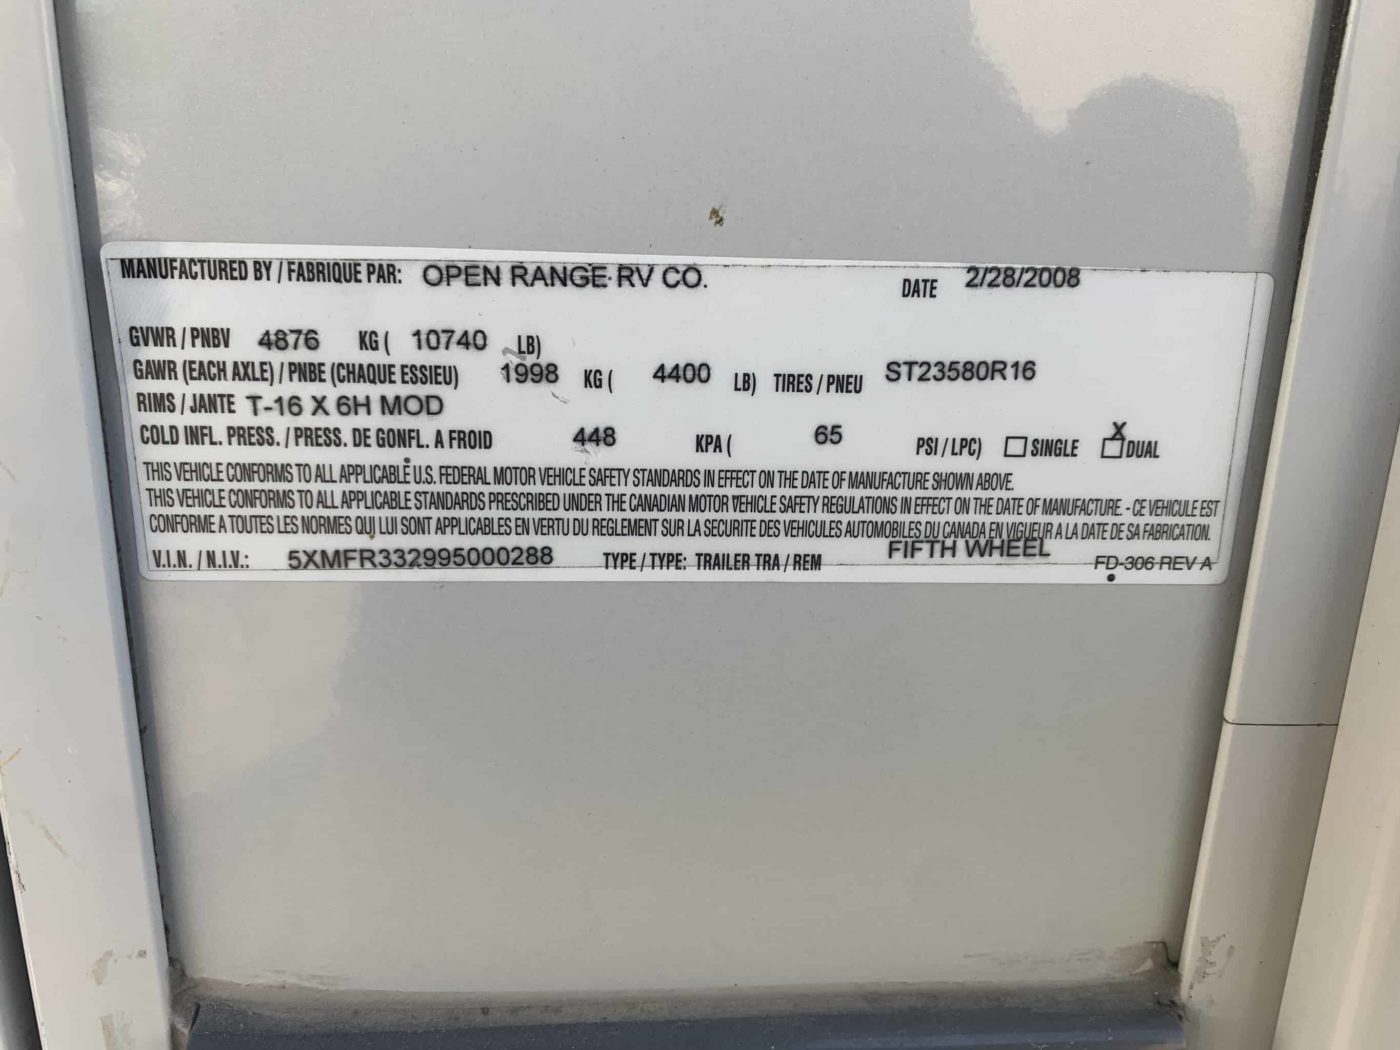 MANUFACTURED BY / FABRIQUE PAR: OPEN RANGE RV CO. DATE 2/28/2008
GVWR / PNBV 4876 KG ( 10740 LB)
GAWR (EACH AXLE) / PNBE (CHAQUE ESSIEU) 1998 KG ( 4400 LB) TIRES / PNEU ST23580R16
RIMS / JANTE T-16 X 6H MOD
COLD INFL. PRESS. / PRESS. DE GONFL. A FROID 448 KPA ( 65 PSI / LPC) ☐ SINGLE ☒ DUAL
THIS VEHICLE CONFORMS TO ALL APPLICABLE U.S. FEDERAL MOTOR VEHICLE SAFETY STANDARDS IN EFFECT ON THE DATE OF MANUFACTURE SHOWN ABOVE.
THIS VEHICLE CONFORMS TO ALL APPLICABLE STANDARDS PRESCRIBED UNDER THE CANADIAN MOTOR VEHICLE SAFETY REGULATIONS IN EFFECT ON THE DATE OF MANUFACTURE. - CE VEHICULE EST
CONFORME A TOUTES LES NORMES QUI LUI SONT APPLICABLES EN VERTU DU REGLEMENT SUR LA SECURITE DES VEHICULES AUTOMOBILES DU CANADA EN VIGUEUR A LA DATE DE SA FABRICATION.
V.I.N. / N.I.V.: 5XMFR332995000288 TYPE / TYPE: TRAILER TRA / REM FIFTH WHEEL FD-306 REV A